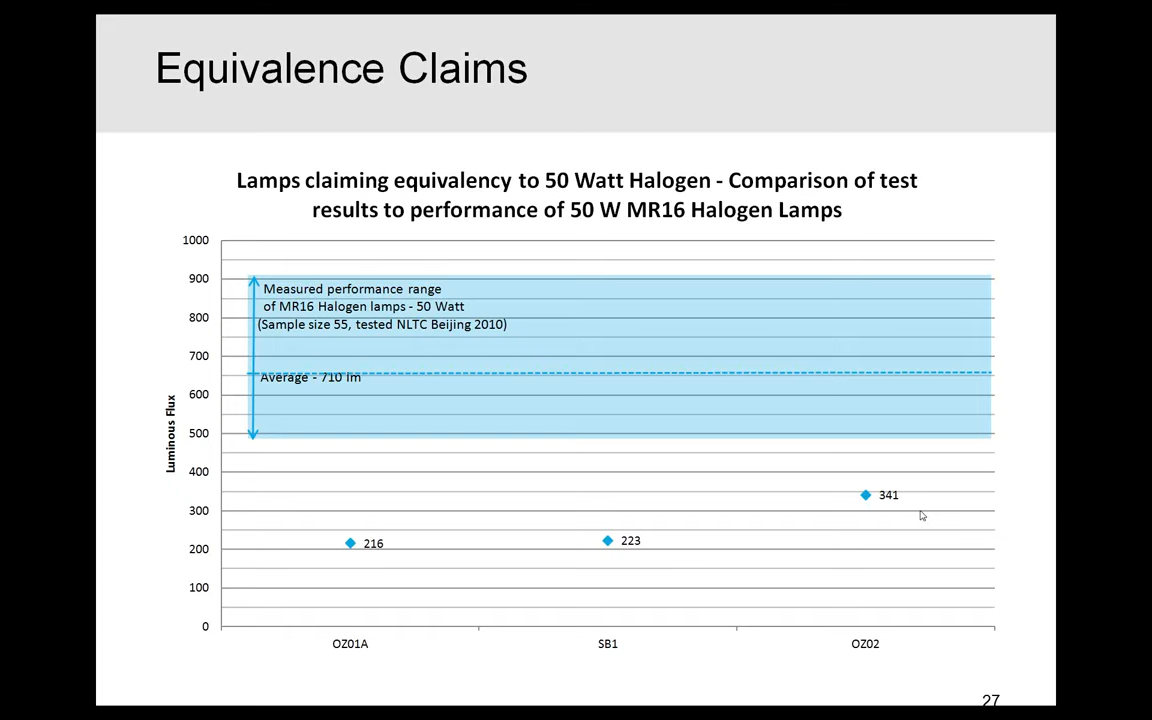 Equivalence Claims
Lamps claiming equivalency to 50 Watt Halogen - Comparison of test
results to performance of 50 W MR16 Halogen Lamps
1000
900
800
700
600
500
400
300
200
100
0
Luminous Flux
Measured performance range
of MR16 Halogen lamps - 50 Watt
(Sample size 55, tested NLTC Beijing 2010)
Average - 710 lm
216
223
341
OZ01A
SB1
OZ02
27